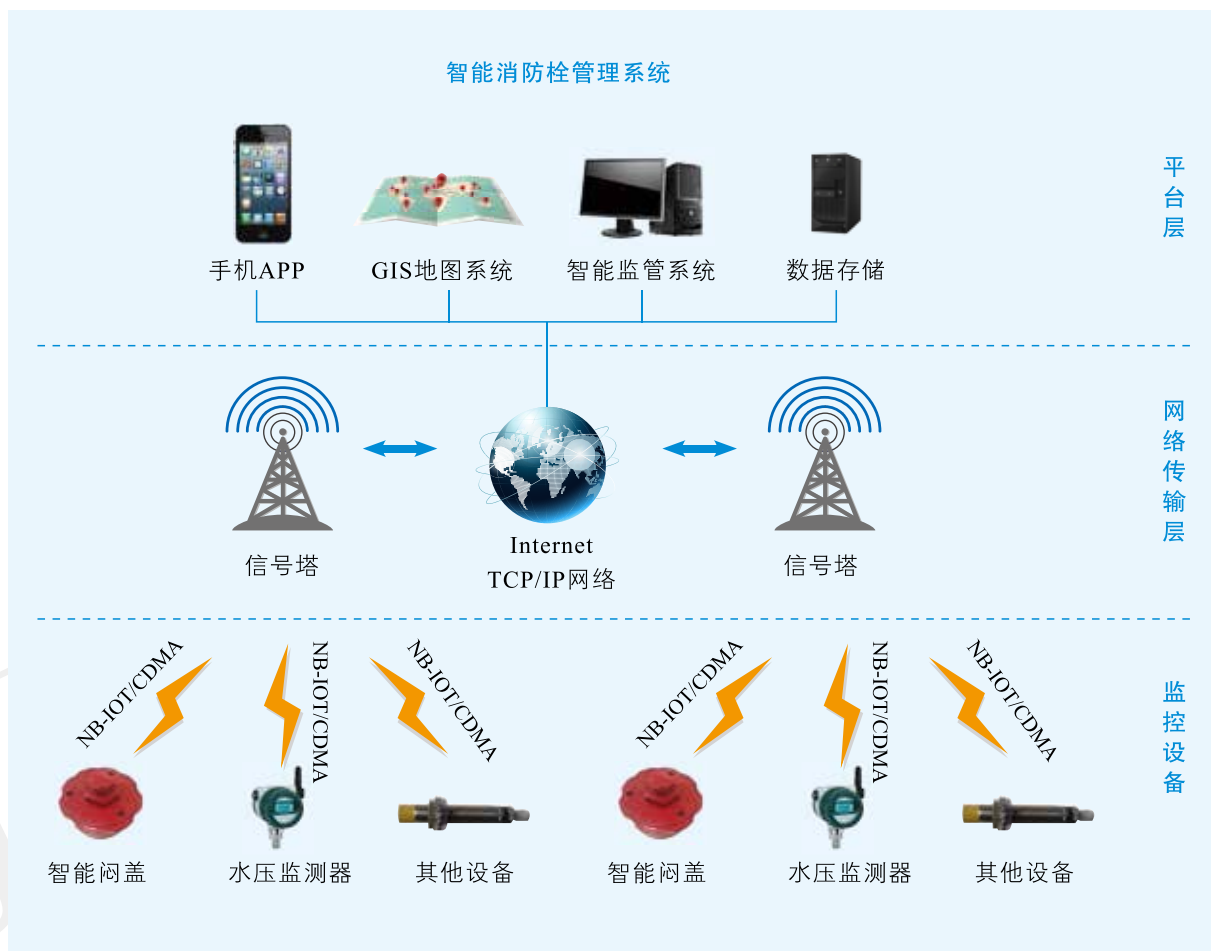 智能消防栓管理系统
平台层
手机APP
GIS地图系统
智能监管系统
数据存储
网络传输层
信号塔
Internet
TCP/IP网络
信号塔
NB-IOT/CDMA
NB-IOT/CDMA
NB-IOT/CDMA
NB-IOT/CDMA
NB-IOT/CDMA
NB-IOT/CDMA
监控设备
智能闷盖
水压监测器
其他设备
智能闷盖
水压监测器
其他设备